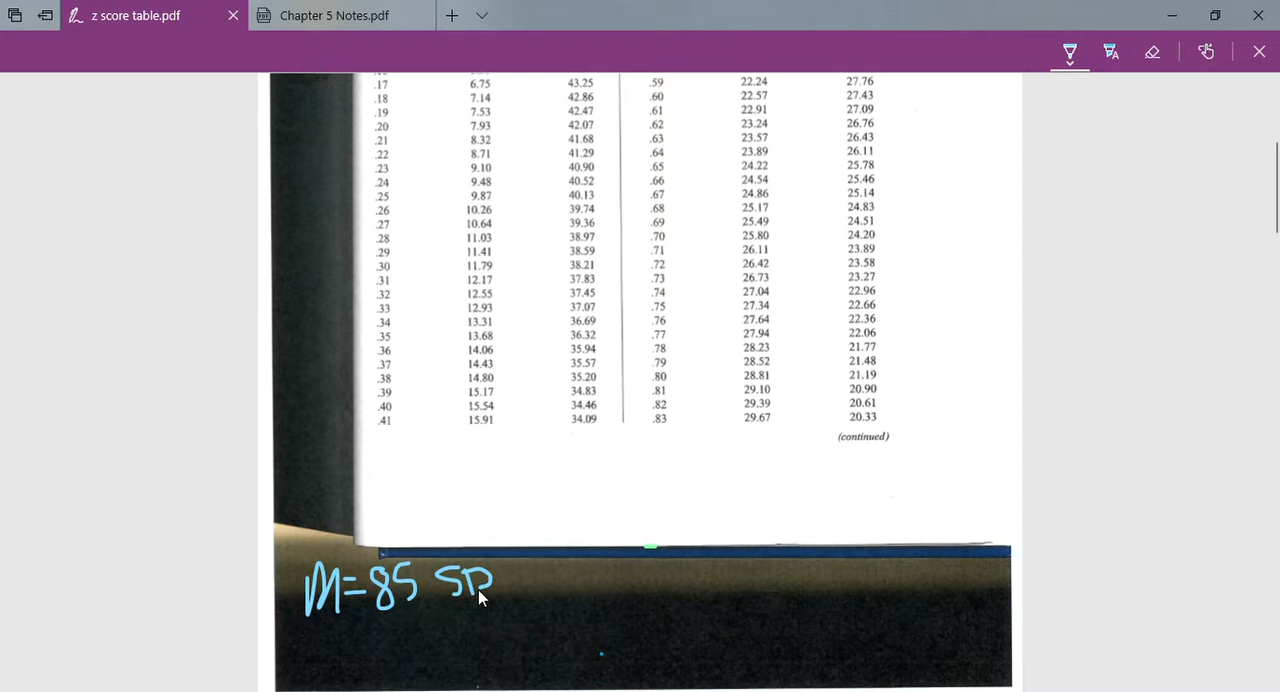 z score table.pdf Chapter 5 Notes.pdf
.17 6.75 43.25 .59 22.24 27.76
.18 7.14 42.86 .60 22.57 27.43
.19 7.53 42.47 .61 22.91 27.09
.20 7.93 42.07 .62 23.24 26.76
.21 8.32 41.68 .63 23.57 26.43
.22 8.71 41.29 .64 23.89 26.11
.23 9.10 40.90 .65 24.22 25.78
.24 9.48 40.52 .66 24.54 25.46
.25 9.87 40.13 .67 24.86 25.14
.26 10.26 39.74 .68 25.17 24.83
.27 10.64 39.36 .69 25.49 24.51
.28 11.03 38.97 .70 25.80 24.20
.29 11.41 38.59 .71 26.11 23.89
.30 11.79 38.21 .72 26.42 23.58
.31 12.17 37.83 .73 26.73 23.27
.32 12.55 37.45 .74 27.04 22.96
.33 12.93 37.07 .75 27.34 22.66
.34 13.31 36.69 .76 27.64 22.36
.35 13.68 36.32 .77 27.94 22.06
.36 14.06 35.94 .78 28.23 21.77
.37 14.43 35.57 .79 28.52 21.48
.38 14.80 35.20 .80 28.81 21.19
.39 15.17 34.83 .81 29.10 20.90
.40 15.54 34.46 .82 29.39 20.61
.41 15.91 34.09 .83 29.67 20.33
(continued)
M=85 SD